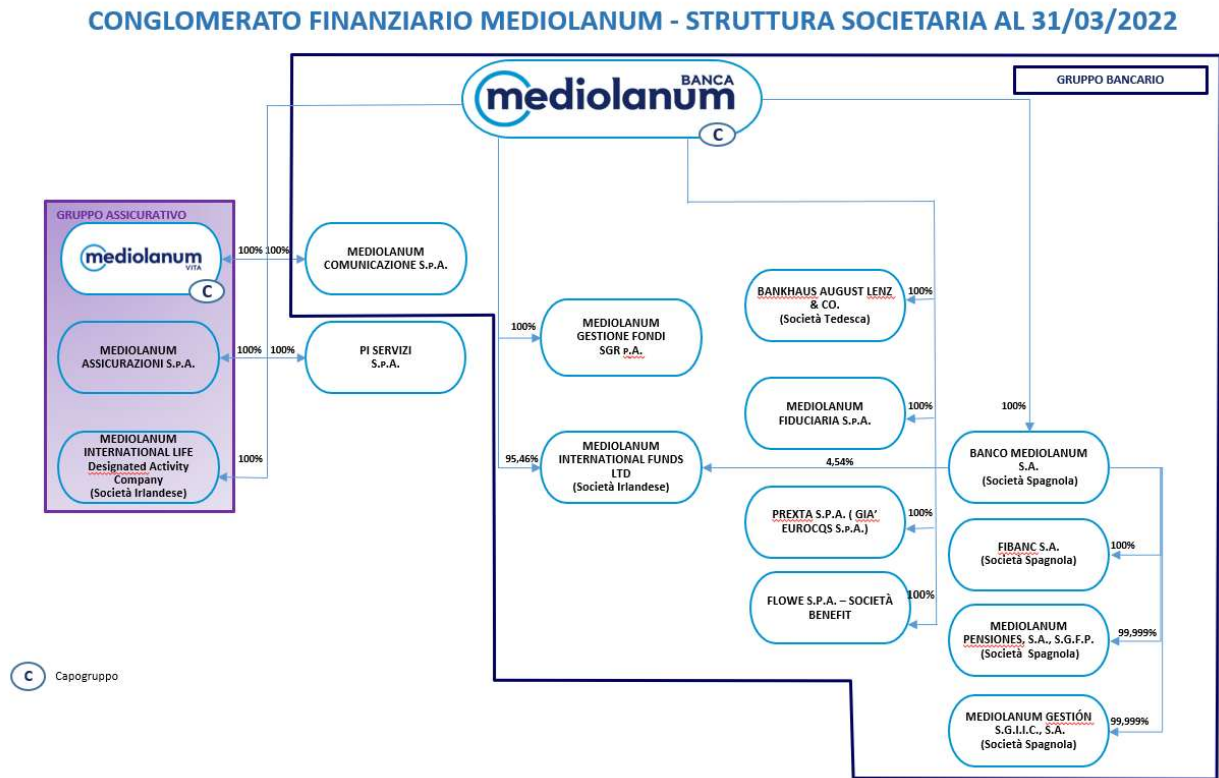 CONGLOMERATO FINANZIARIO MEDIOLANUM - STRUTTURA SOCIETARIA AL 31/03/2022
GRUPPO BANCARIO
BANCA
mediolanum
C
GRUPPO ASSICURATIVO
mediolanum
VITA
C
100%
100%
MEDIOLANUM
COMUNICAZIONE S.P.A.
MEDIOLANUM
ASSICURAZIONI S.P.A.
100%
100%
PI SERVIZI
S.P.A.
MEDIOLANUM
INTERNATIONAL LIFE
Designated Activity
Company
(Società Irlandese)
100%
100%
MEDIOLANUM
GESTIONE FONDI
SGR P.A.
95,46%
MEDIOLANUM
INTERNATIONAL FUNDS
LTD
(Società Irlandese)
4,54%
BANKHAUS AUGUST LENZ
& CO.
(Società Tedesca)
100%
MEDIOLANUM
FIDUCIARIA S.P.A.
100%
PREXTA S.P.A. ( GIA’
EUROCQS S.P.A.)
100%
FLOWE S.P.A. – SOCIETÀ
BENEFIT
100%
100%
BANCO MEDIOLANUM
S.A.
(Società Spagnola)
FIBANC S.A.
(Società Spagnola)
100%
MEDIOLANUM
PENSIONES, S.A., S.G.F.P.
(Società Spagnola)
99,999%
MEDIOLANUM GESTIÓN
S.G.I.I.C., S.A.
(Società Spagnola)
99,999%
C
Capogruppo